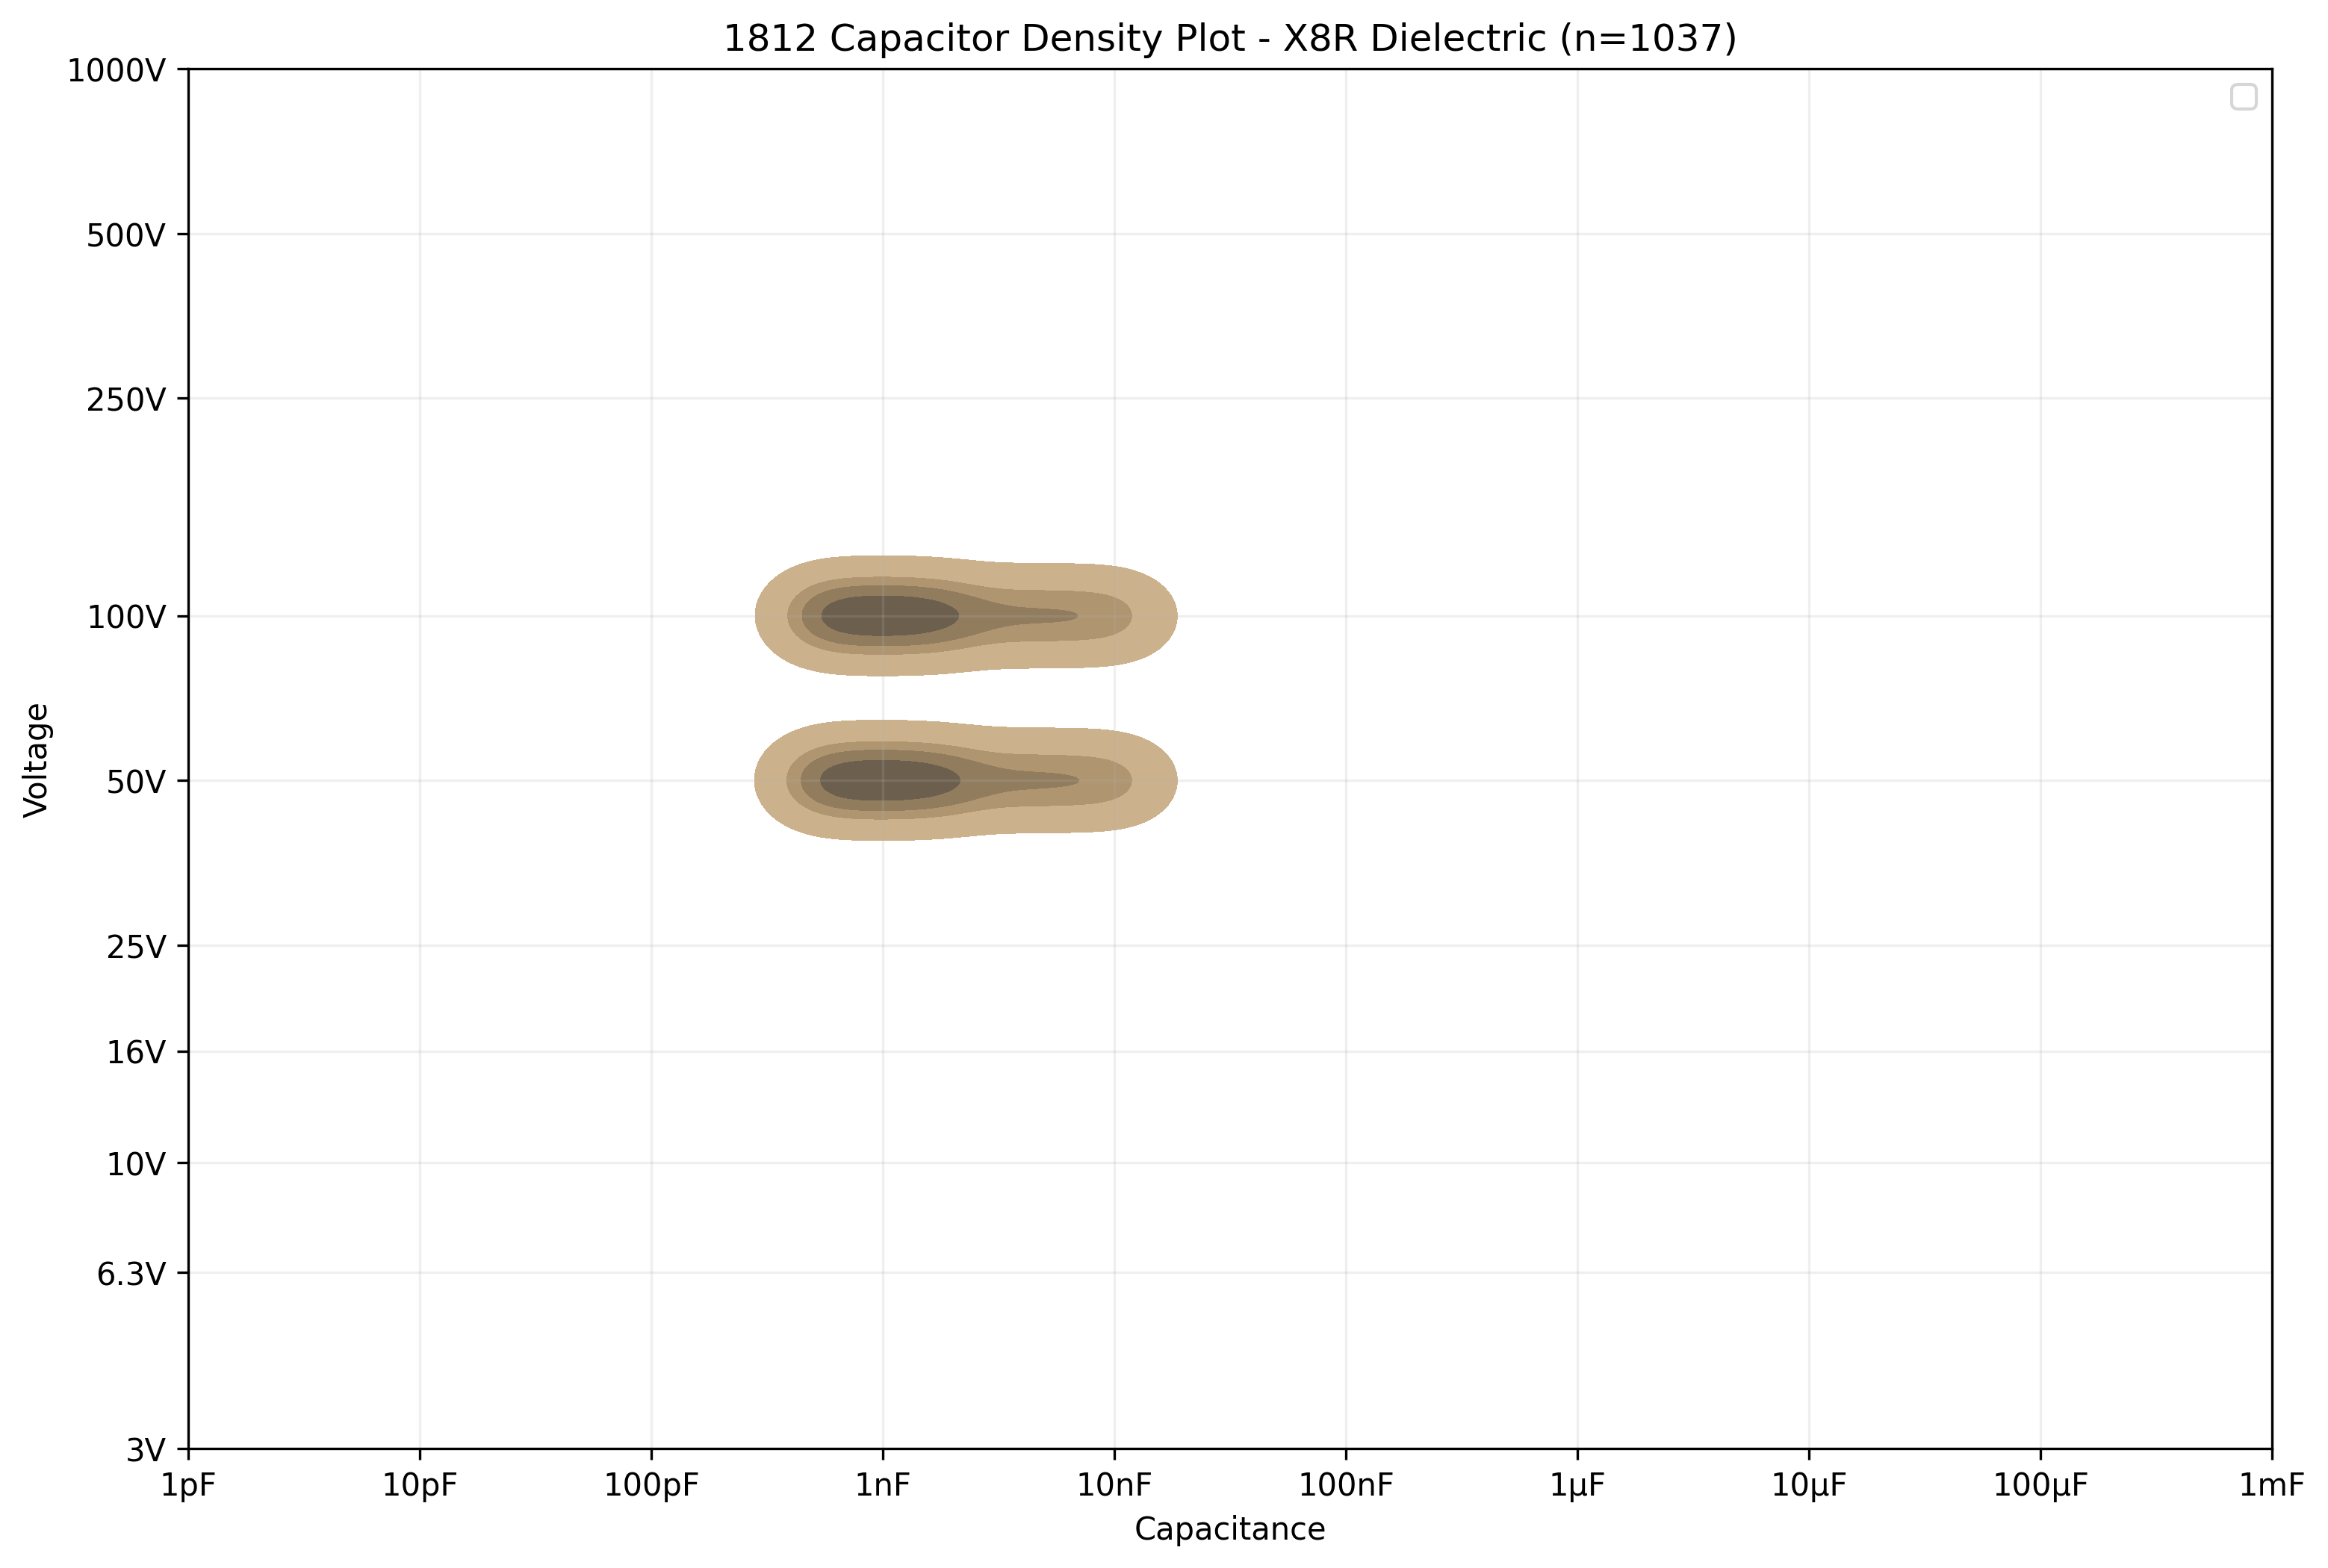 1812 Capacitor Density Plot - X8R Dielectric (n=1037)
1000V
500V
250V
100V
50V
25V
16V
10V
6.3V
3V
Voltage
1pF 10pF 100pF 1nF 10nF 100nF 1µF 10µF 100µF 1mF
Capacitance